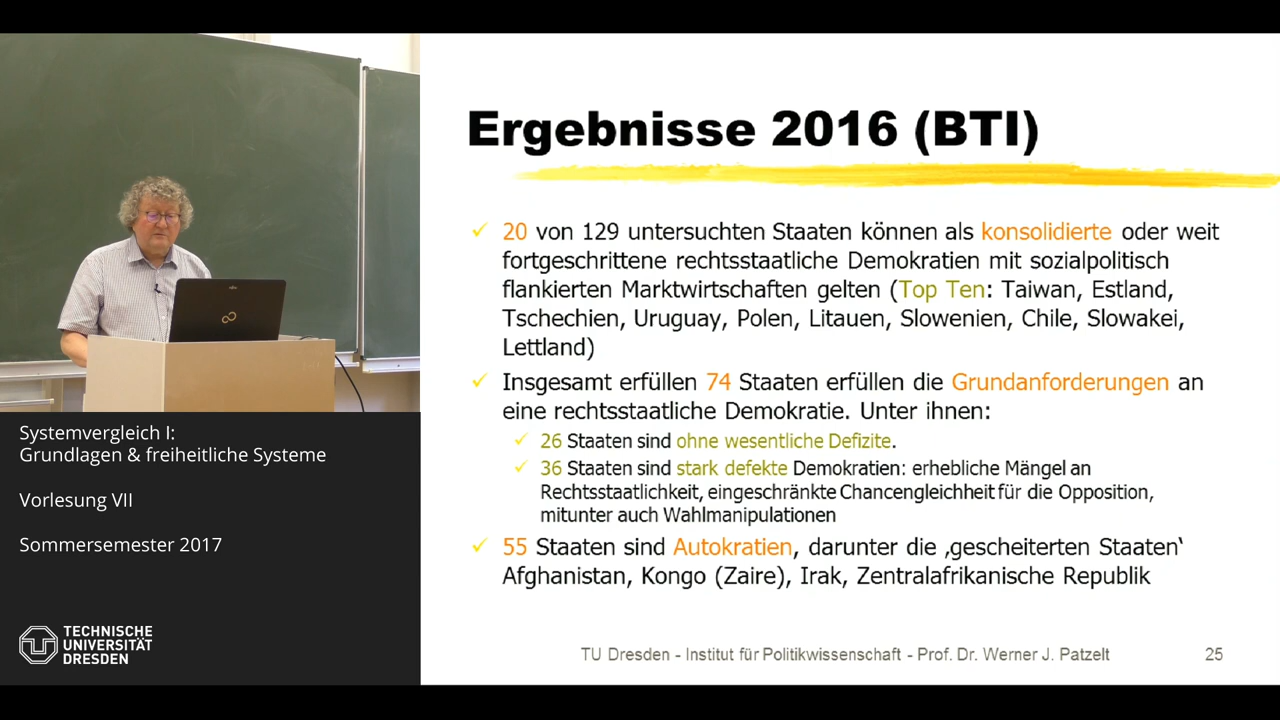 Ergebnisse 2016 (BTI)
20 von 129 untersuchten Staaten können als konsolidierte oder weit
fortgeschrittene rechtsstaatliche Demokratien mit sozialpolitisch
flankierten Marktwirtschaften gelten (Top Ten: Taiwan, Estland,
Tschechien, Uruguay, Polen, Litauen, Slowenien, Chile, Slowakei,
Lettland)
Insgesamt erfüllen 74 Staaten erfüllen die Grundanforderungen an
eine rechtsstaatliche Demokratie. Unter ihnen:
26 Staaten sind ohne wesentliche Defizite.
36 Staaten sind stark defekte Demokratien: erhebliche Mängel an
Rechtsstaatlichkeit, eingeschränkte Chancengleichheit für die Opposition,
mitunter auch Wahlmanipulationen
55 Staaten sind Autokratien, darunter die ‚gescheiterten Staaten‘
Afghanistan, Kongo (Zaire), Irak, Zentralafrikanische Republik
TU Dresden - Institut für Politikwissenschaft - Prof. Dr. Werner J. Patzelt
25
Systemvergleich I:
Grundlagen & freiheitliche Systeme
Vorlesung VII
Sommersemester 2017
TECHNISCHE
UNIVERSITÄT
DRESDEN